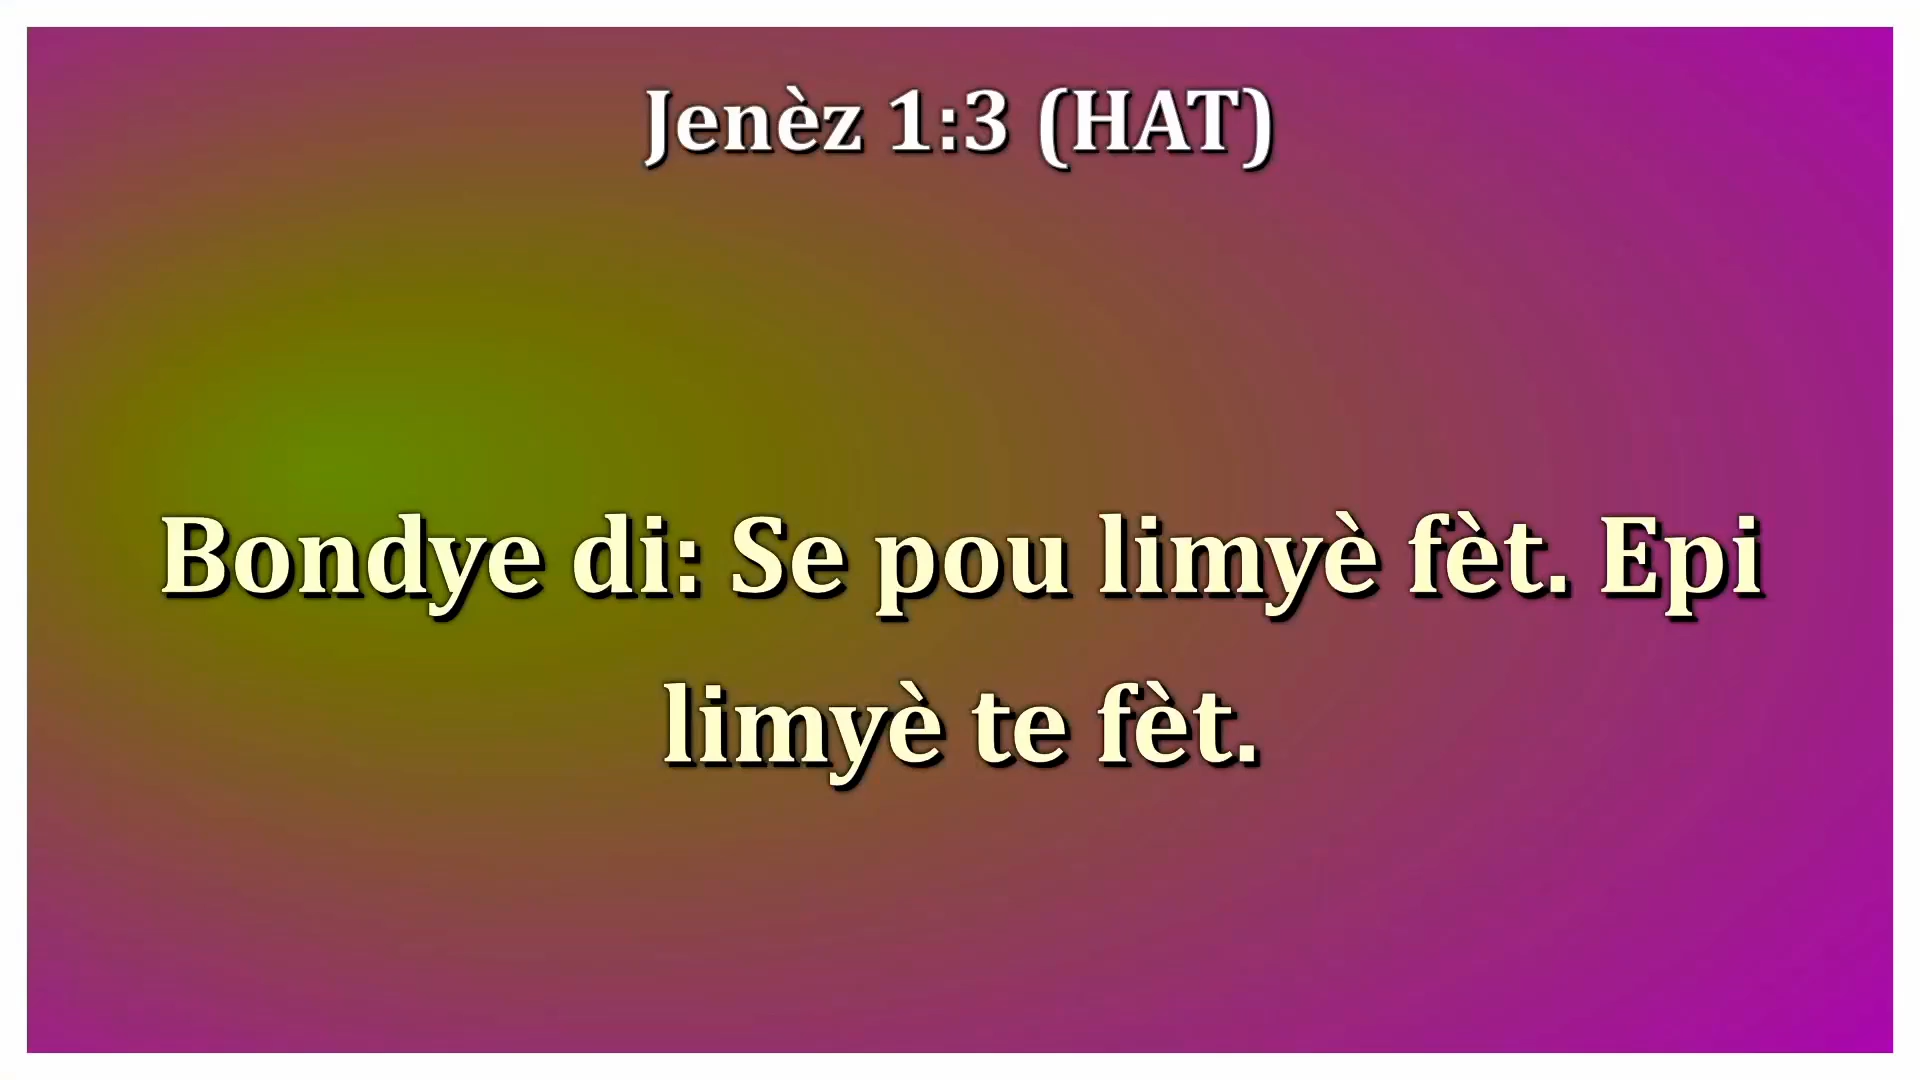 Jenèz 1:3 (HAT)
Bondye di: Se pou limyè fèt. Epi
limyè te fèt.